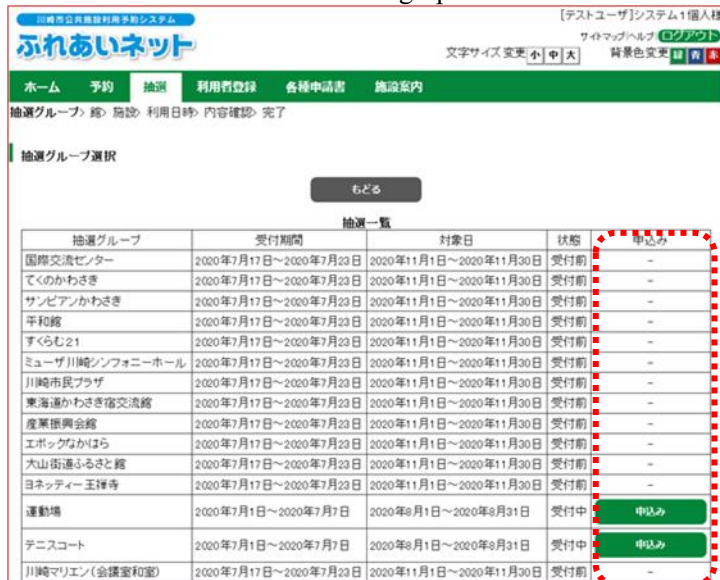 [テストユーザ]システム1個人様
川崎市公共施設利用予約システム
ふれあいネット
サイトマップ ヘルプ ログアウト
文字サイズ変更 小 中 大 背景色変更 緑 青 赤
ホーム 予約 抽選 利用者登録 各種申請書 施設案内
抽選グループ> 館> 施設> 利用日時> 内容確認> 完了
抽選グループ選択
もどる
抽選一覧
抽選グループ 受付期間 対象日 状態 申込み
国際交流センター 2020年7月17日～2020年7月23日 2020年11月1日～2020年11月30日 受付前 -
てくのかわさき 2020年7月17日～2020年7月23日 2020年11月1日～2020年11月30日 受付前 -
サンピアンかわさき 2020年7月17日～2020年7月23日 2020年11月1日～2020年11月30日 受付前 -
平和館 2020年7月17日～2020年7月23日 2020年11月1日～2020年11月30日 受付前 -
すくらむ21 2020年7月17日～2020年7月23日 2020年11月1日～2020年11月30日 受付前 -
ミューザ川崎シンフォニーホール 2020年7月17日～2020年7月23日 2020年11月1日～2020年11月30日 受付前 -
川崎市民プラザ 2020年7月17日～2020年7月23日 2020年11月1日～2020年11月30日 受付前 -
東海道かわさき宿交流館 2020年7月17日～2020年7月23日 2020年11月1日～2020年11月30日 受付前 -
産業振興会館 2020年7月17日～2020年7月23日 2020年11月1日～2020年11月30日 受付前 -
エポックなかはら 2020年7月17日～2020年7月23日 2020年11月1日～2020年11月30日 受付前 -
大山街道ふるさと館 2020年7月17日～2020年7月23日 2020年11月1日～2020年11月30日 受付前 -
ヨネッティー王禅寺 2020年7月17日～2020年7月23日 2020年11月1日～2020年11月30日 受付前 -
運動場 2020年7月1日～2020年7月7日 2020年8月1日～2020年8月31日 受付中 申込み
テニスコート 2020年7月1日～2020年7月7日 2020年8月1日～2020年8月31日 受付中 申込み
川崎マリエン(会議室和室) 2020年7月17日～2020年7月23日 2020年11月1日～2020年11月30日 受付前 -